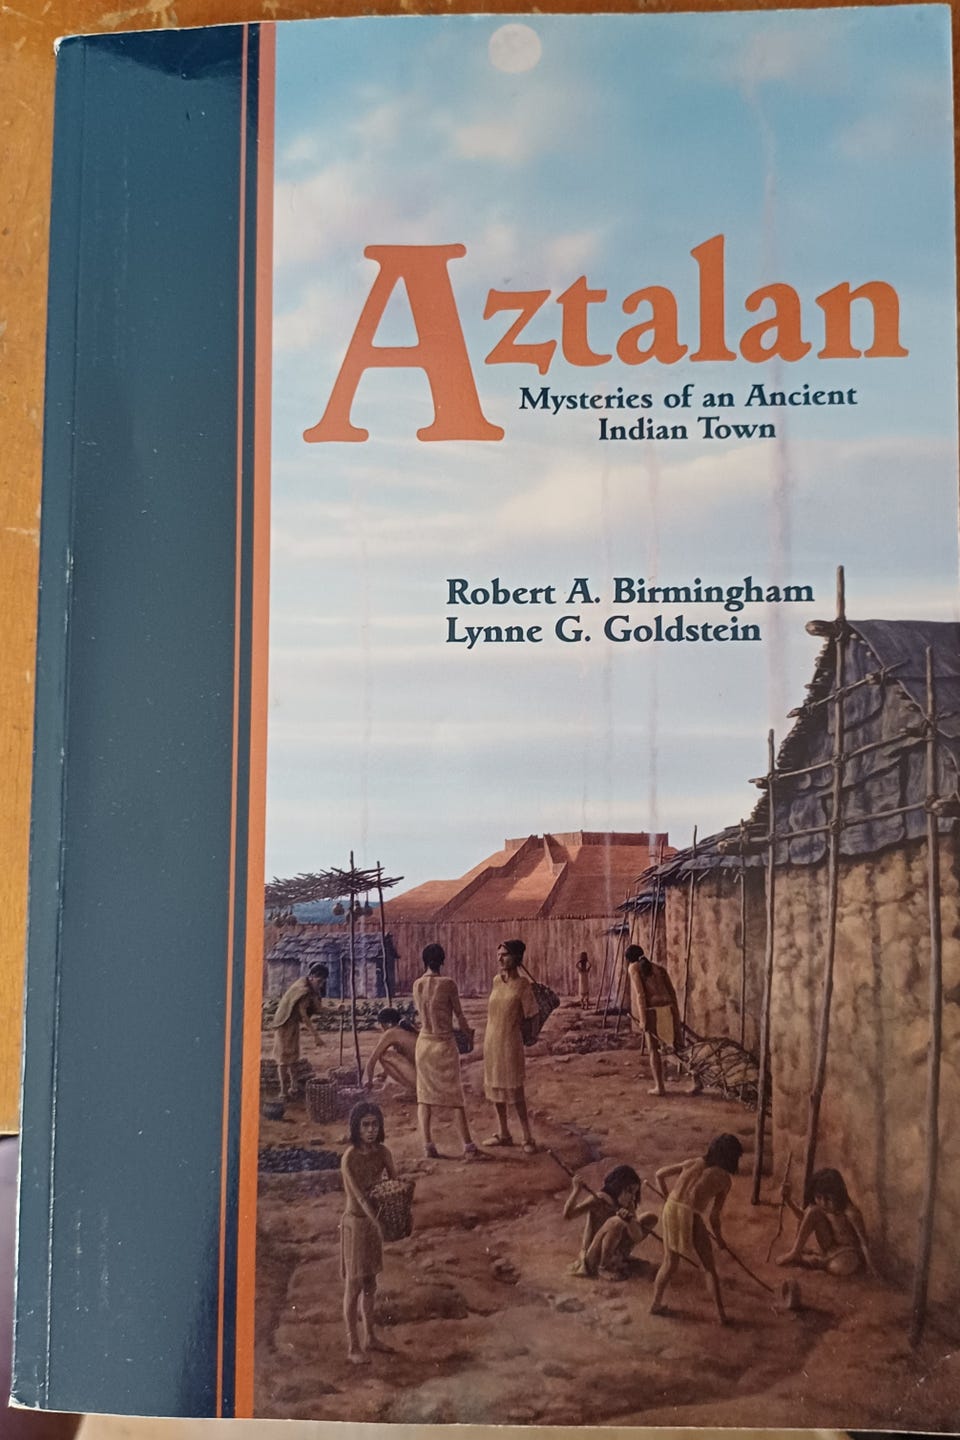 Aztalan
Mysteries of an Ancient
Indian Town
Robert A. Birmingham
Lynne G. Goldstein